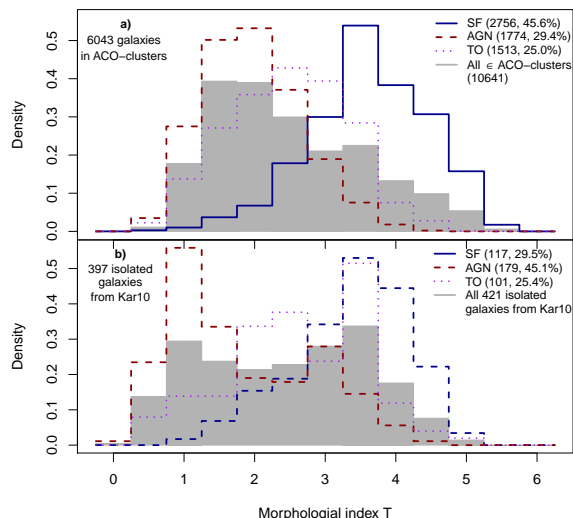 a)
6043 galaxies
in ACO−clusters
SF (2756, 45.6%)
AGN (1774, 29.4%)
TO (1513, 25.0%)
All ∈ ACO−clusters
(10641)
Density
0.0 0.1 0.2 0.3 0.4 0.5
b)
397 isolated
galaxies
from Kar10
SF (117, 29.5%)
AGN (179, 45.1%)
TO (101, 25.4%)
All 421 isolated
galaxies from Kar10
Density
0.0 0.1 0.2 0.3 0.4 0.5
0 1 2 3 4 5 6
Morphologial index T